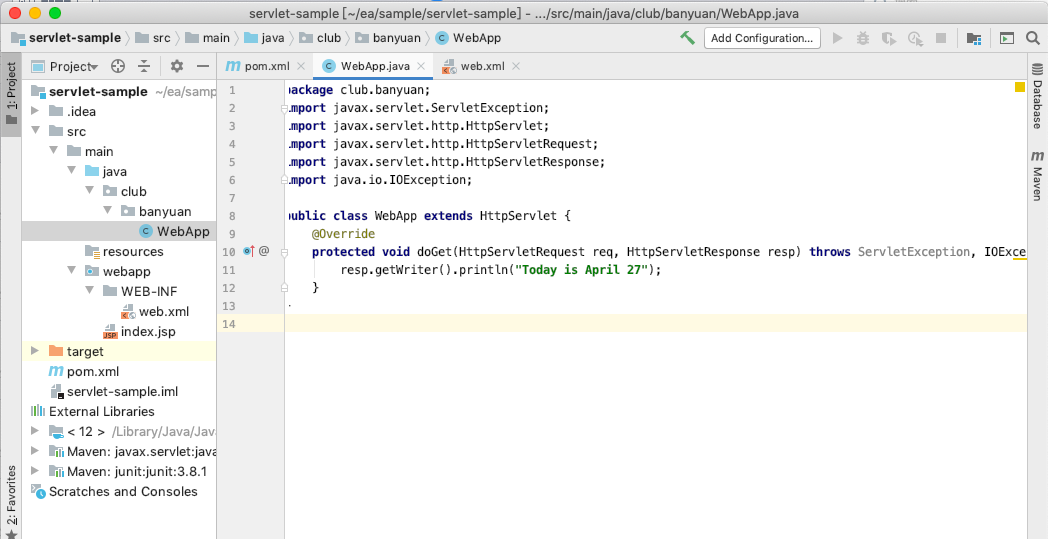 servlet-sample [~/ea/sample/servlet-sample] - .../src/main/java/club/banyuan/WebApp.java
servlet-sample src main java club banyuan WebApp Add Configuration...
1: Project
Project
pom.xml WebApp.java web.xml
servlet-sample ~/ea/samp
.idea
src
main
java
club
banyuan
WebApp
resources
webapp
WEB-INF
web.xml
index.jsp
target
pom.xml
servlet-sample.iml
External Libraries
< 12 > /Library/Java/Jav
Maven: javax.servlet:java
Maven: junit:junit:3.8.1
Scratches and Consoles
2: Favorites
1 package club.banyuan;
2 import javax.servlet.ServletException;
3 import javax.servlet.http.HttpServlet;
4 import javax.servlet.http.HttpServletRequest;
5 import javax.servlet.http.HttpServletResponse;
6 import java.io.IOException;
7
8 public class WebApp extends HttpServlet {
9 @Override
10 @ protected void doGet(HttpServletRequest req, HttpServletResponse resp) throws ServletException, IOExce
11 resp.getWriter().println("Today is April 27");
12 }
13
14
Database
Maven